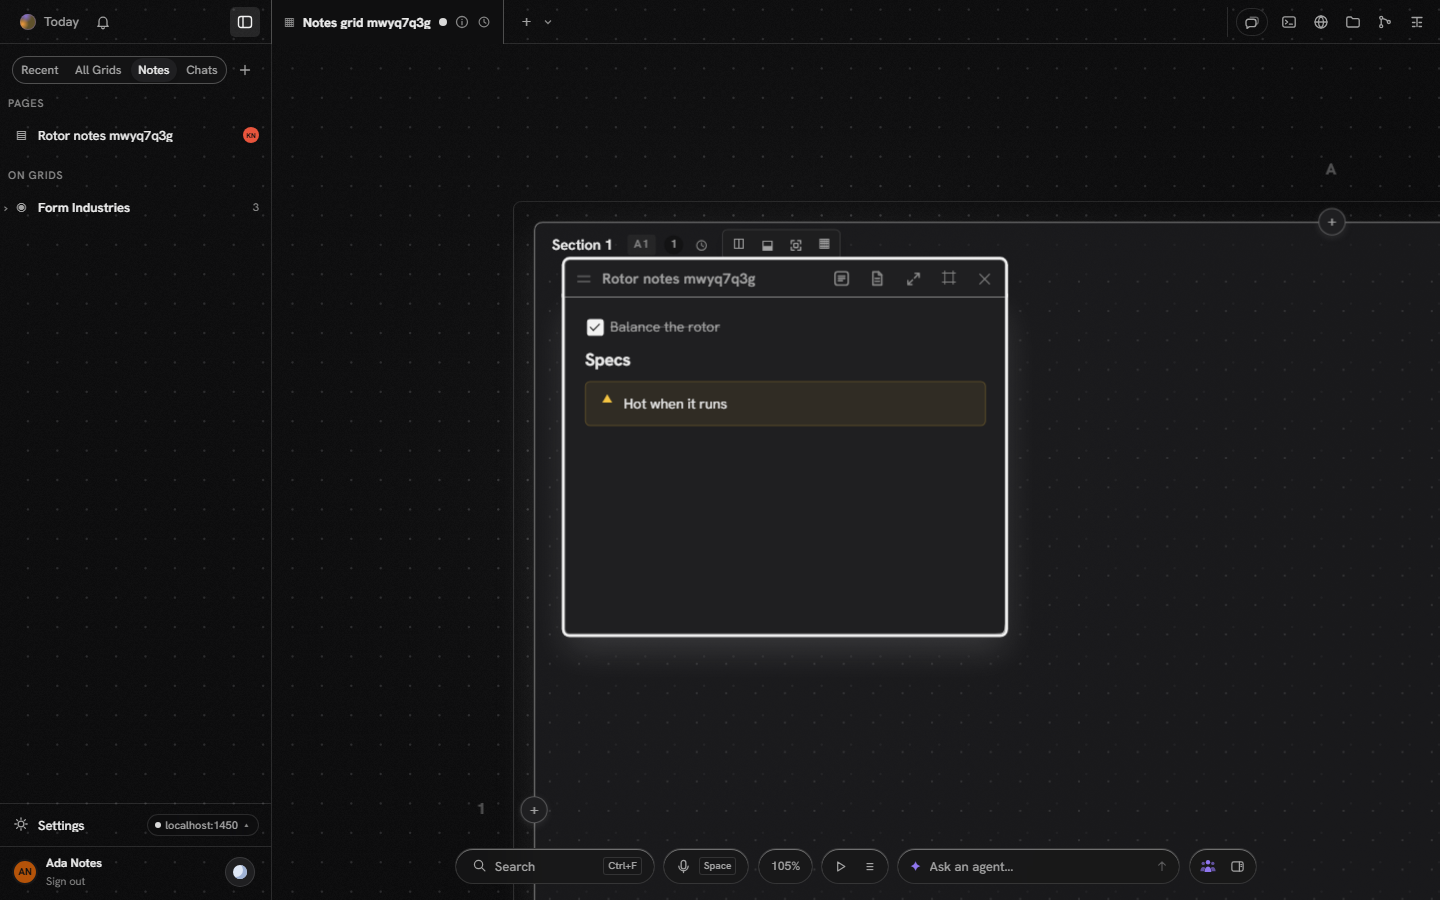 Today
Notes grid mwyq7q3g
Recent
All Grids
Notes
Chats
PAGES
Rotor notes mwyq7q3g
KN
ON GRIDS
Form Industries
3
A
Section 1
A1
1
Rotor notes mwyq7q3g
Balance the rotor
Specs
Hot when it runs
1
Settings
localhost:1450
AN
Ada Notes
Sign out
Search
Ctrl+F
Space
105%
Ask an agent...